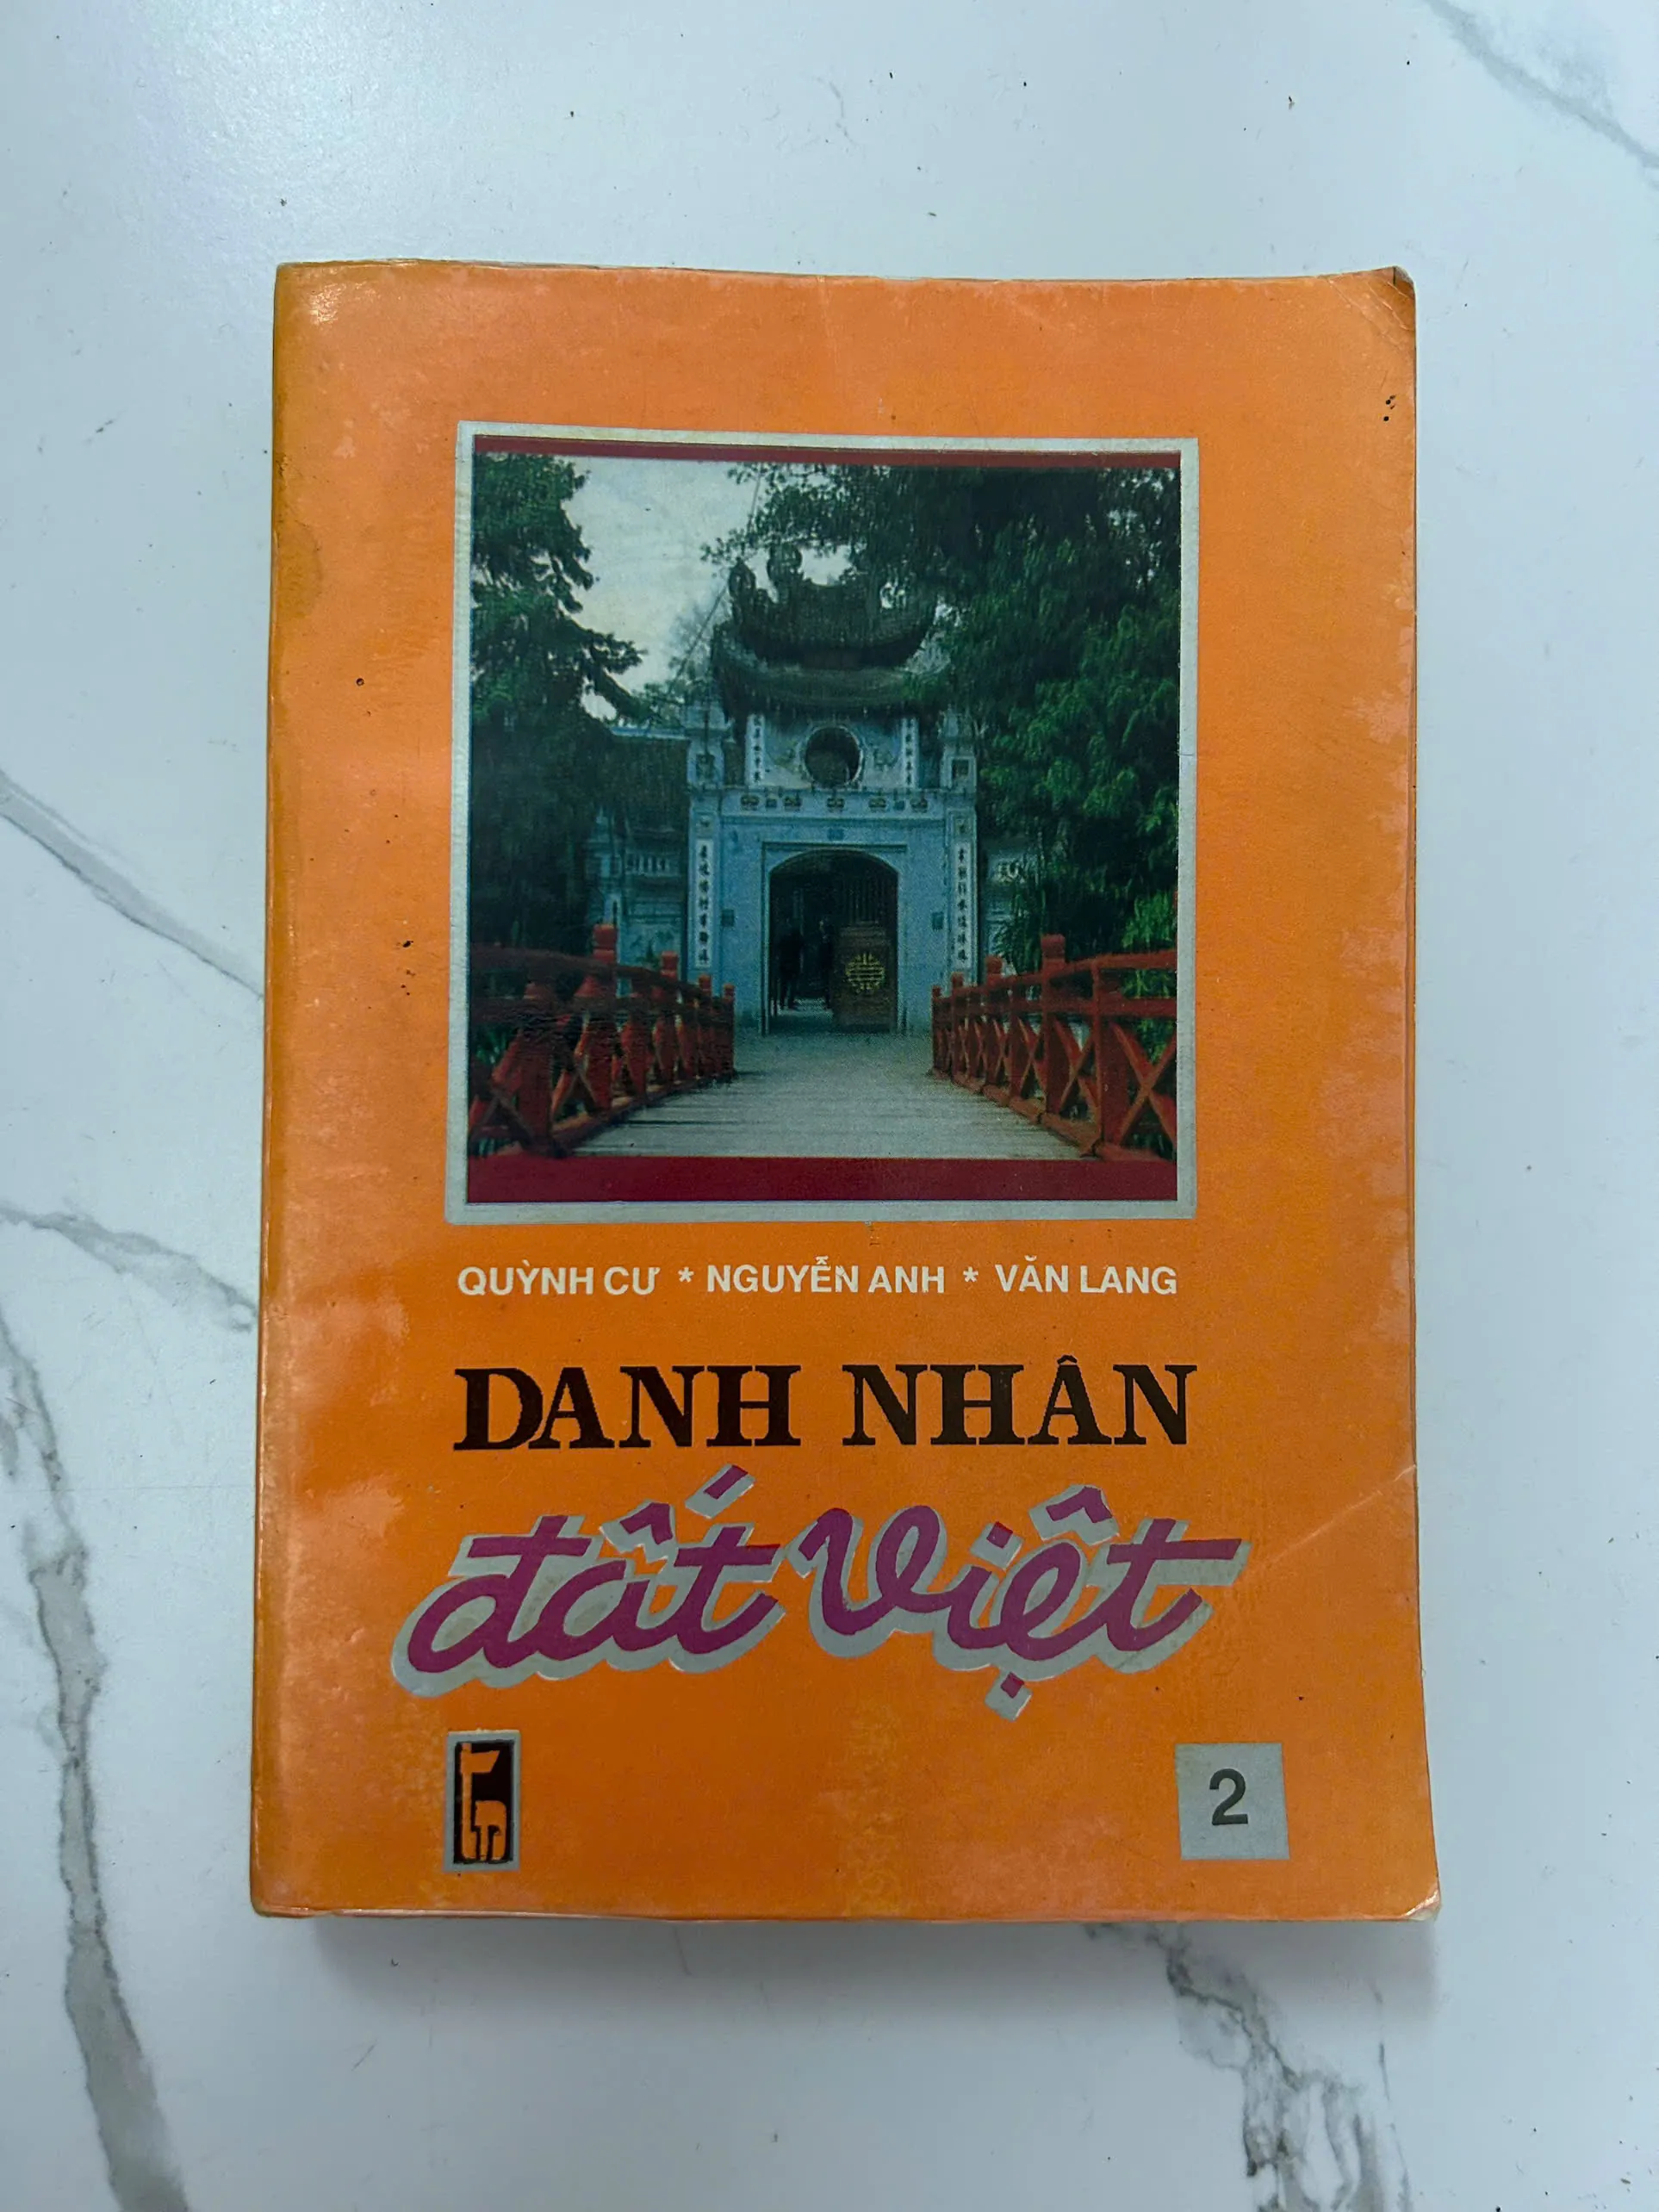 QUỲNH CƯ * NGUYỄN ANH * VĂN LANG
DANH NHÂN
đất việt
2